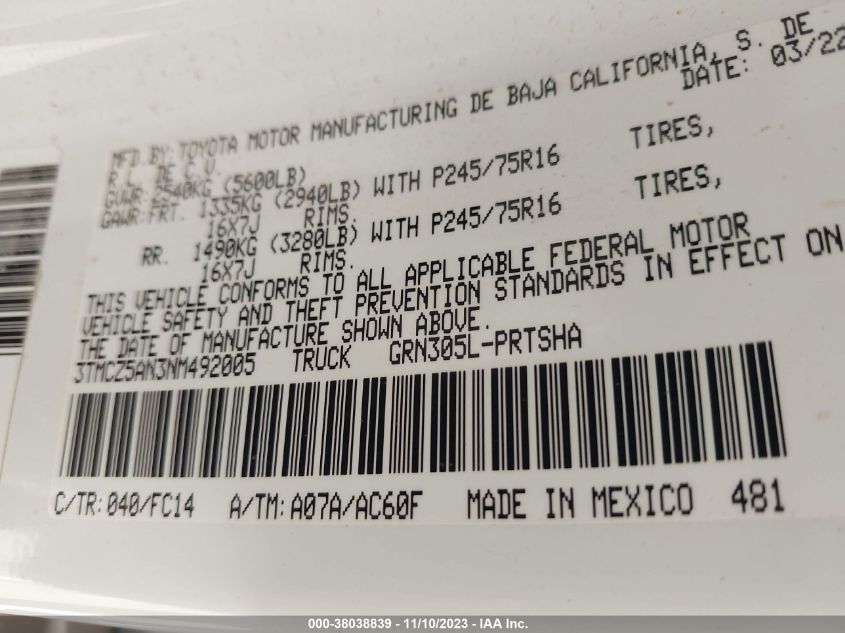 MFD.BY:TOYOTA MOTOR MANUFACTURING DE BAJA CALIFORNIA, S. DE
R.L. DE C.V. DATE: 03/22
GVWR 2540KG (5600LB)
GAWR:FRT. 1335KG (2940LB) WITH P245/75R16 TIRES,
16X7J RIMS.
RR. 1490KG (3280LB) WITH P245/75R16 TIRES,
16X7J RIMS.
THIS VEHICLE CONFORMS TO ALL APPLICABLE FEDERAL MOTOR
VEHICLE SAFETY AND THEFT PREVENTION STANDARDS IN EFFECT ON
THE DATE OF MANUFACTURE SHOWN ABOVE.
3TMCZ5AN3NM492005 TRUCK GRN305L-PRTSHA
C/TR:040/FC14 A/TM:A07A/AC60F MADE IN MEXICO 481
000-38038839 - 11/10/2023 - IAA Inc.